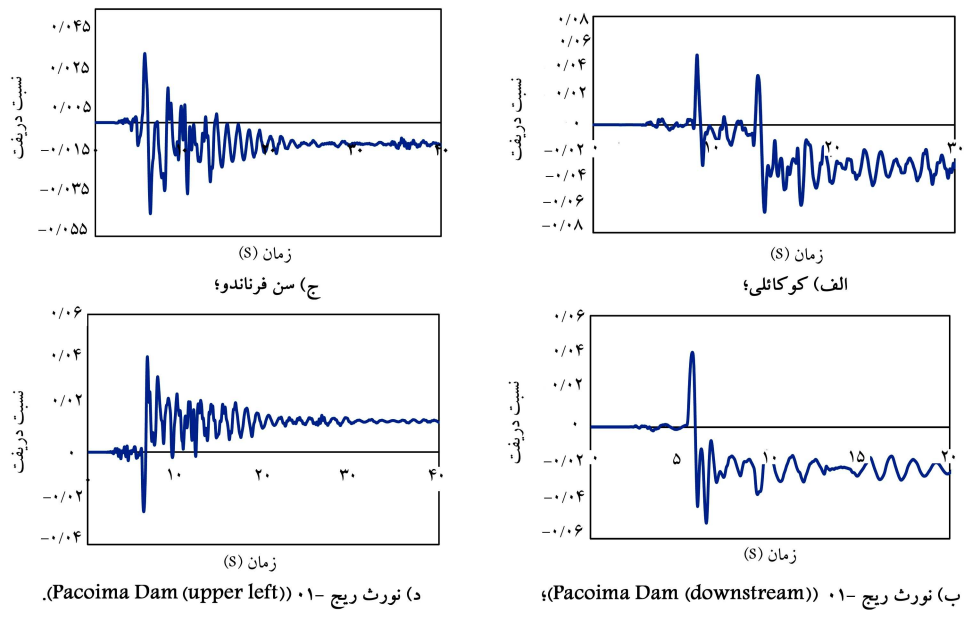 نسبت دریفت
۰/۰۸
۰/۰۶
۰/۰۴
۰/۰۲
۰
-۰/۰۲
-۰/۰۴
-۰/۰۶
-۰/۰۸
۰ ۱۰ ۲۰ ۳۰
زمان (S)
الف) کوکائلی؛
نسبت دریفت
۰/۰۶
۰/۰۴
۰/۰۲
۰
-۰/۰۲
-۰/۰۴
-۰/۰۶
۰ ۵ ۱۰ ۱۵ ۲۰
زمان (S)
ب) نورث ریج -۰۱ (Pacoima Dam (downstream))؛
نسبت دریفت
۰/۰۴۵
۰/۰۲۵
۰/۰۰۵
-۰/۰۱۵
-۰/۰۳۵
-۰/۰۵۵
۱۰ ۲۰ ۳۰ ۴۰
زمان (S)
ج) سن فرناندو؛
نسبت دریفت
۰/۰۶
۰/۰۴
۰/۰۲
۰
-۰/۰۲
-۰/۰۴
۰ ۱۰ ۲۰ ۳۰ ۴۰
زمان (S)
د) نورث ریج -۰۱ (Pacoima Dam (upper left)).